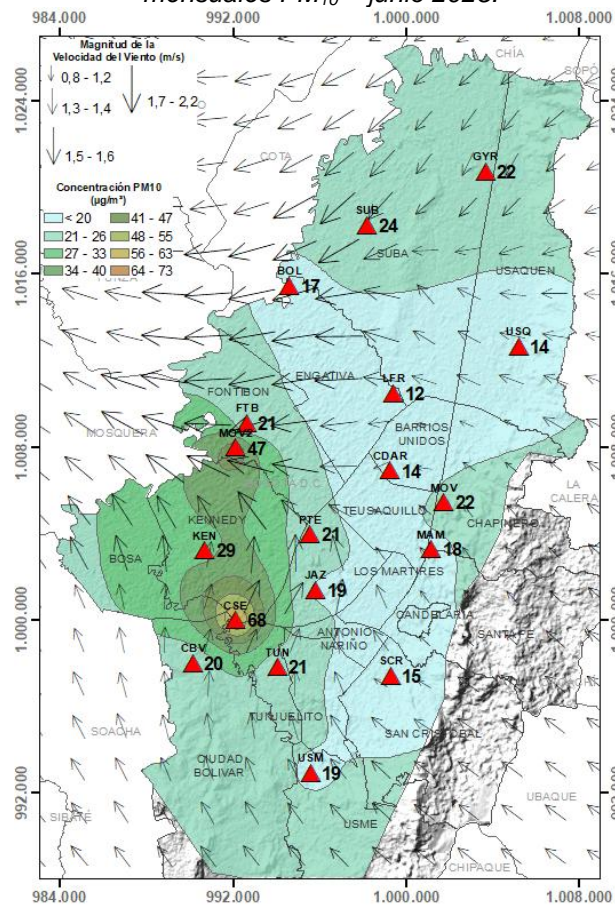 mensuales PM₁₀ – junio 2023.
984.000 992.000 1.000.000 1.008.000
Magnitud de la
Velocidad del Viento (m/s)
0,8 - 1,2
1,3 - 1,4
1,7 - 2,2
1,5 - 1,6
Concentración PM10
(µg/m³)
< 20 41 - 47
21 - 26 48 - 55
27 - 33 56 - 63
34 - 40 64 - 73
CHÍA
SOPÓ
1.024.000
COTA
GYR
22
SUB
24
SUBA
1.016.000
BOL
17
USAQUEN
USQ
14
ENGATIVA
LFR
12
FONTIBON
FTB
21
BARRIOS
UNIDOS
MOSQUERA
MOV2
47
1.008.000
CDAR
14
LA
CALERA
MOV
22
TEUSAQUILLO
CHAPINERO
KENNEDY
PTE
21
KEN
29
MAM
18
BOSA
LOS MARTIRES
JAZ
19
1.000.000
CSE
68
CANDELARIA
SANTA FE
ANTONIO
NARIÑO
CBV
20
TUN
21
SCR
15
TUNJUELITO
SOACHA
SAN CRISTOBAL
USM
19
CIUDAD
BOLIVAR
992.000
UBAQUE
SIBATÉ
USME
CHIPAQUE
984.000 992.000 1.000.000 1.008.000